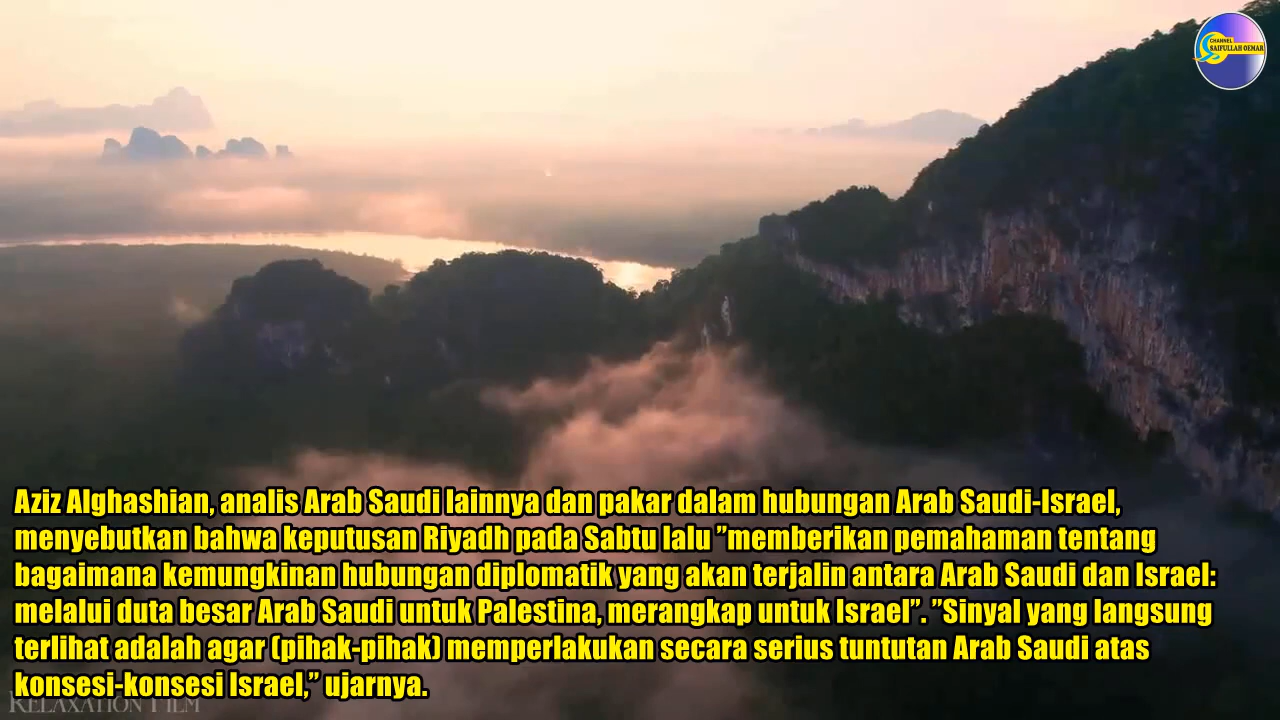 CHANNEL
SAIFULLAH OEMAR
Aziz Alghashian, analis Arab Saudi lainnya dan pakar dalam hubungan Arab Saudi-Israel,
menyebutkan bahwa keputusan Riyadh pada Sabtu lalu ”memberikan pemahaman tentang
bagaimana kemungkinan hubungan diplomatik yang akan terjalin antara Arab Saudi dan Israel:
melalui duta besar Arab Saudi untuk Palestina, merangkap untuk Israel”. ”Sinyal yang langsung
terlihat adalah agar (pihak-pihak) memperlakukan secara serius tuntutan Arab Saudi atas
konsesi-konsesi Israel,” ujarnya.
RELAXATION FILM